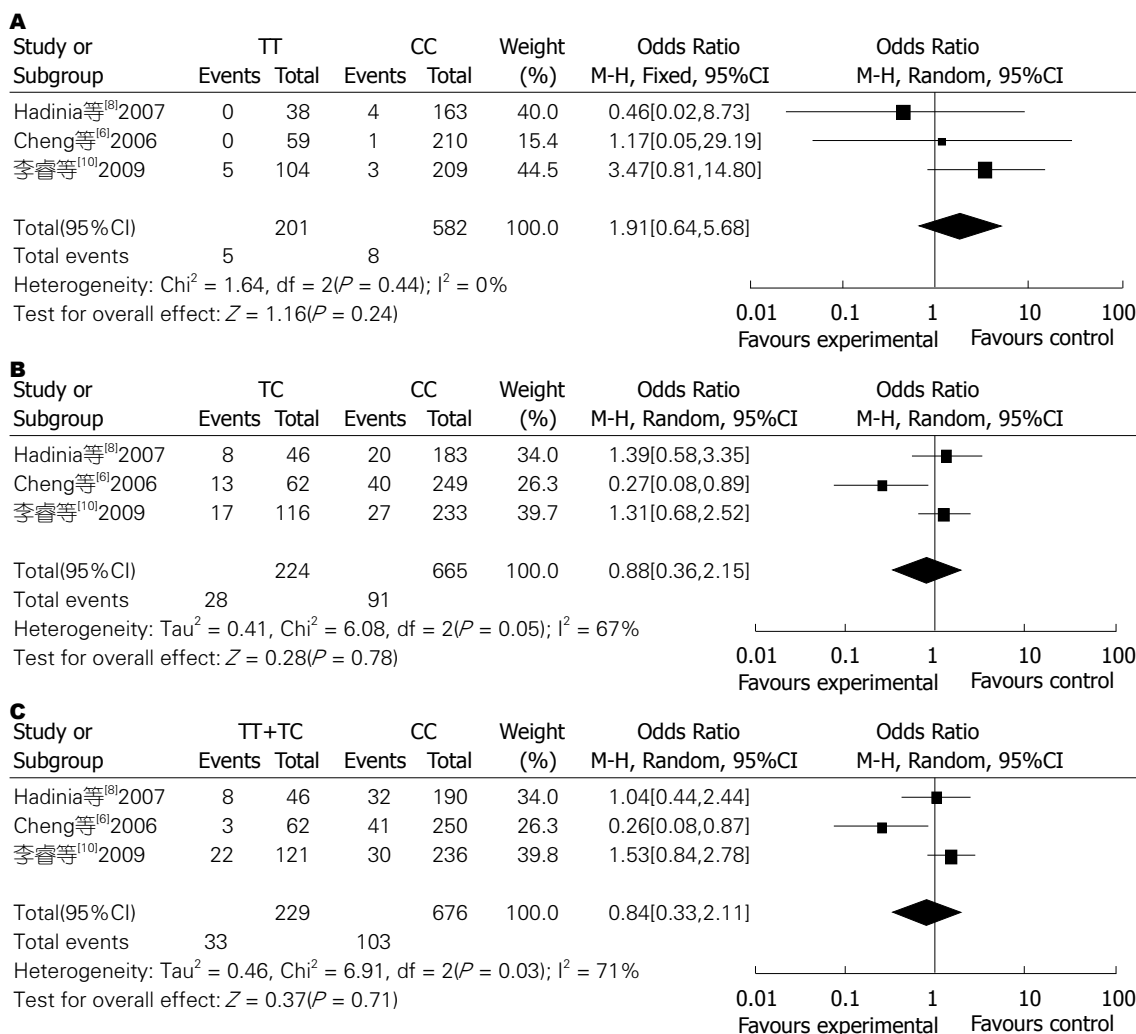 A
Study or TT CC Weight Odds Ratio Odds Ratio
Subgroup Events Total Events Total (%) M-H, Fixed, 95%CI M-H, Random, 95%CI
Hadinia等[8]2007 0 38 4 163 40.0 0.46[0.02,8.73]
Cheng等[6]2006 0 59 1 210 15.4 1.17[0.05,29.19]
李睿等[10]2009 5 104 3 209 44.5 3.47[0.81,14.80]
Total(95%CI) 201 582 100.0 1.91[0.64,5.68]
Total events 5 8
Heterogeneity: Chi² = 1.64, df = 2(P = 0.44); I² = 0%
Test for overall effect: Z = 1.16(P = 0.24)
0.01 0.1 1 10 100
Favours experimental Favours control
B
Study or TC CC Weight Odds Ratio Odds Ratio
Subgroup Events Total Events Total (%) M-H, Random, 95%CI M-H, Random, 95%CI
Hadinia等[8]2007 8 46 20 183 34.0 1.39[0.58,3.35]
Cheng等[6]2006 13 62 40 249 26.3 0.27[0.08,0.89]
李睿等[10]2009 17 116 27 233 39.7 1.31[0.68,2.52]
Total(95%CI) 224 665 100.0 0.88[0.36,2.15]
Total events 28 91
Heterogeneity: Tau² = 0.41, Chi² = 6.08, df = 2(P = 0.05); I² = 67%
Test for overall effect: Z = 0.28(P = 0.78)
0.01 0.1 1 10 100
Favours experimental Favours control
C
Study or TT+TC CC Weight Odds Ratio Odds Ratio
Subgroup Events Total Events Total (%) M-H, Random, 95%CI M-H, Random, 95%CI
Hadinia等[8]2007 8 46 32 190 34.0 1.04[0.44,2.44]
Cheng等[6]2006 3 62 41 250 26.3 0.26[0.08,0.87]
李睿等[10]2009 22 121 30 236 39.8 1.53[0.84,2.78]
Total(95%CI) 229 676 100.0 0.84[0.33,2.11]
Total events 33 103
Heterogeneity: Tau² = 0.46, Chi² = 6.91, df = 2(P = 0.03); I² = 71%
Test for overall effect: Z = 0.37(P = 0.71)
0.01 0.1 1 10 100
Favours experimental Favours control